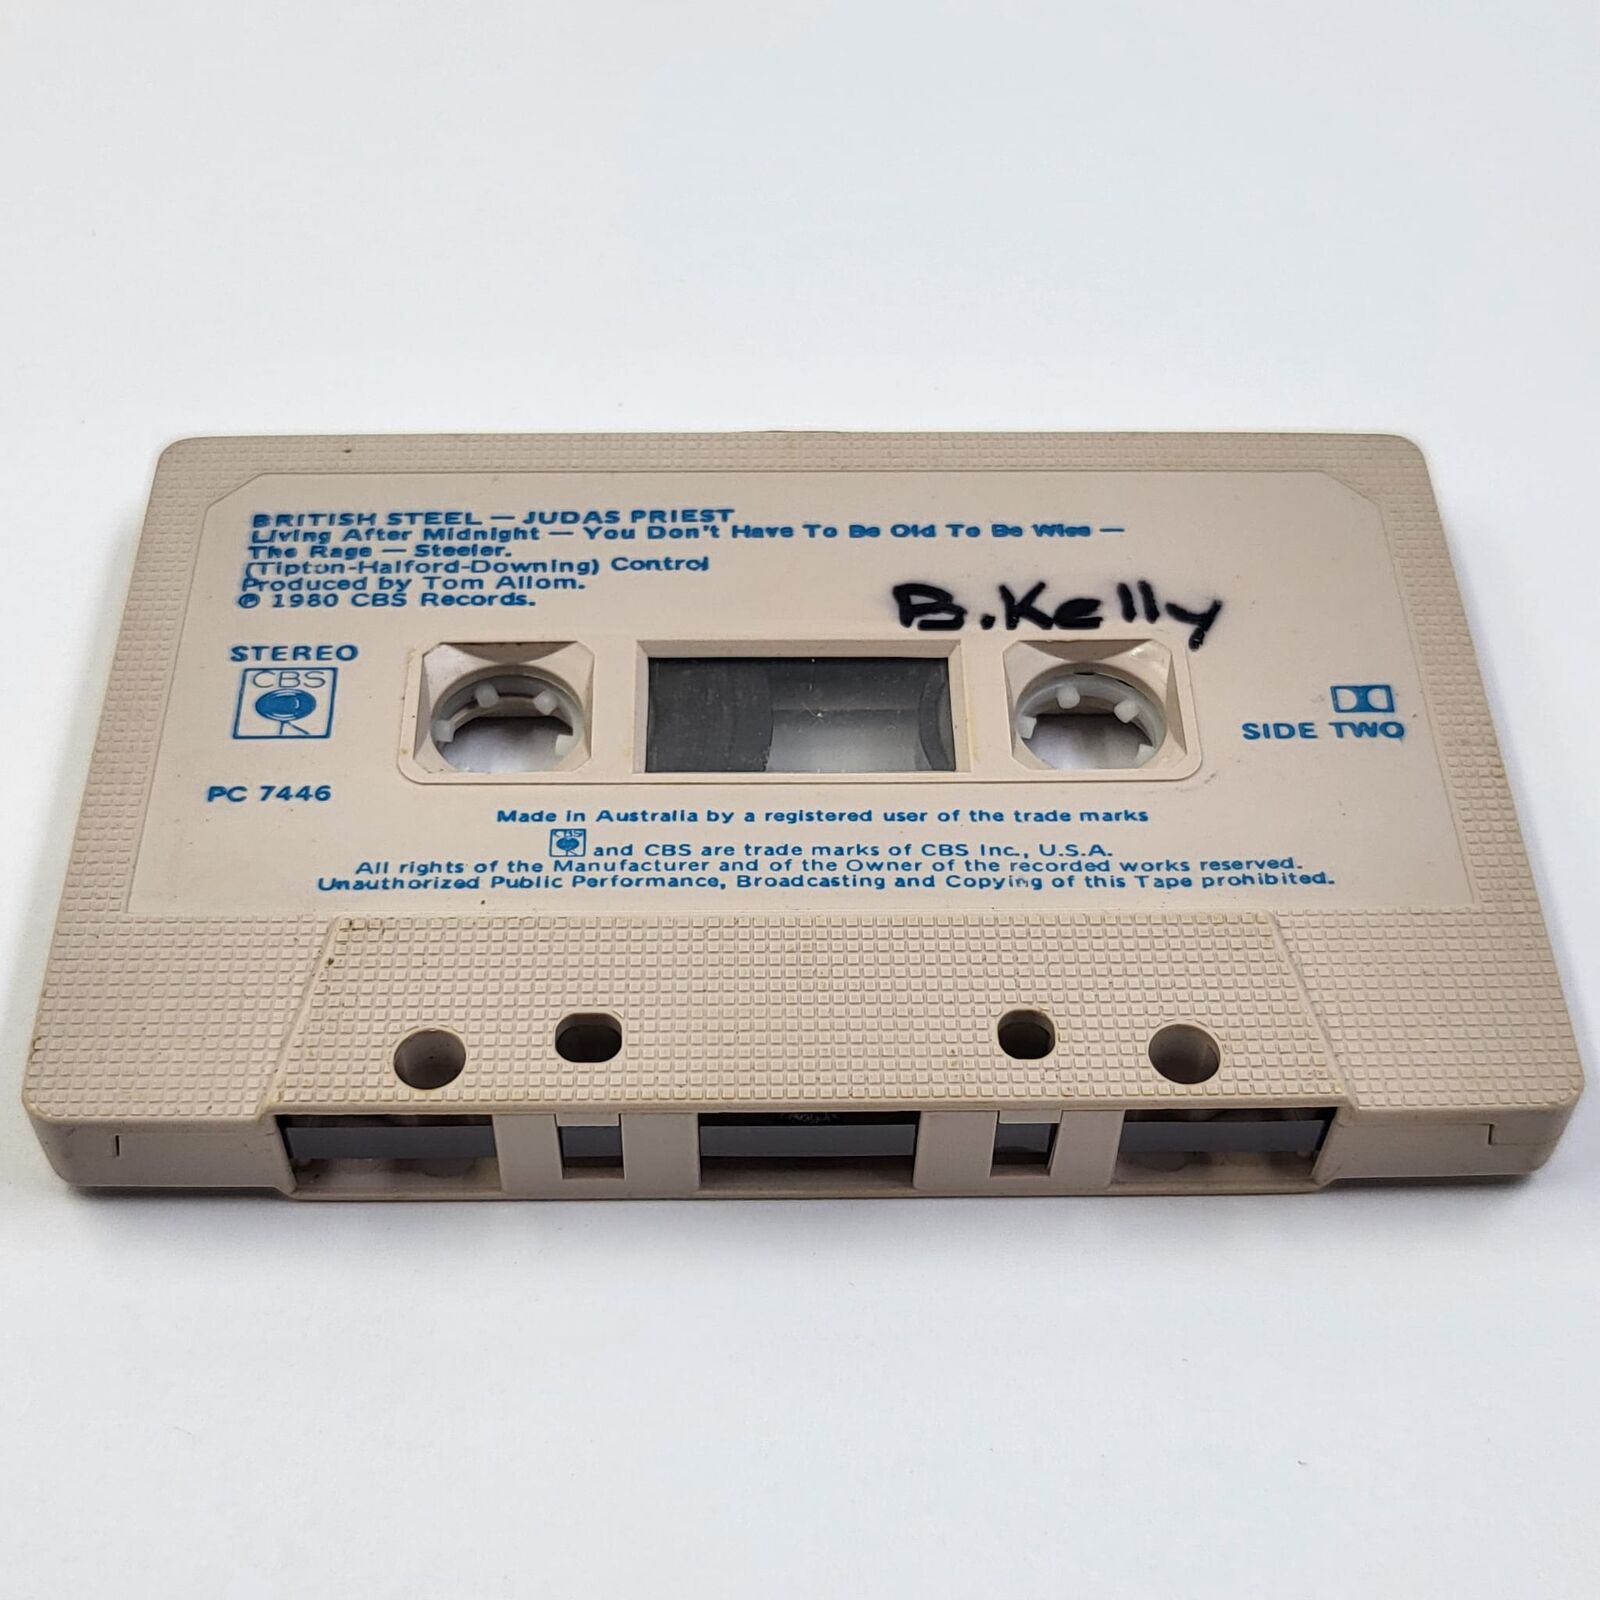 BRITISH STEEL — JUDAS PRIEST
Living After Midnight — You Don't Have To Be Old To Be Wise —
The Rage — Steeler.
(Tipton-Halford-Downing) Control
Produced by Tom Allom.
℗ 1980 CBS Records.
B. Kelly
STEREO
CBS
SIDE TWO
PC 7446
Made in Australia by a registered user of the trade marks
CBS and CBS are trade marks of CBS Inc., U.S.A.
All rights of the Manufacturer and of the Owner of the recorded works reserved.
Unauthorized Public Performance, Broadcasting and Copying of this Tape prohibited.